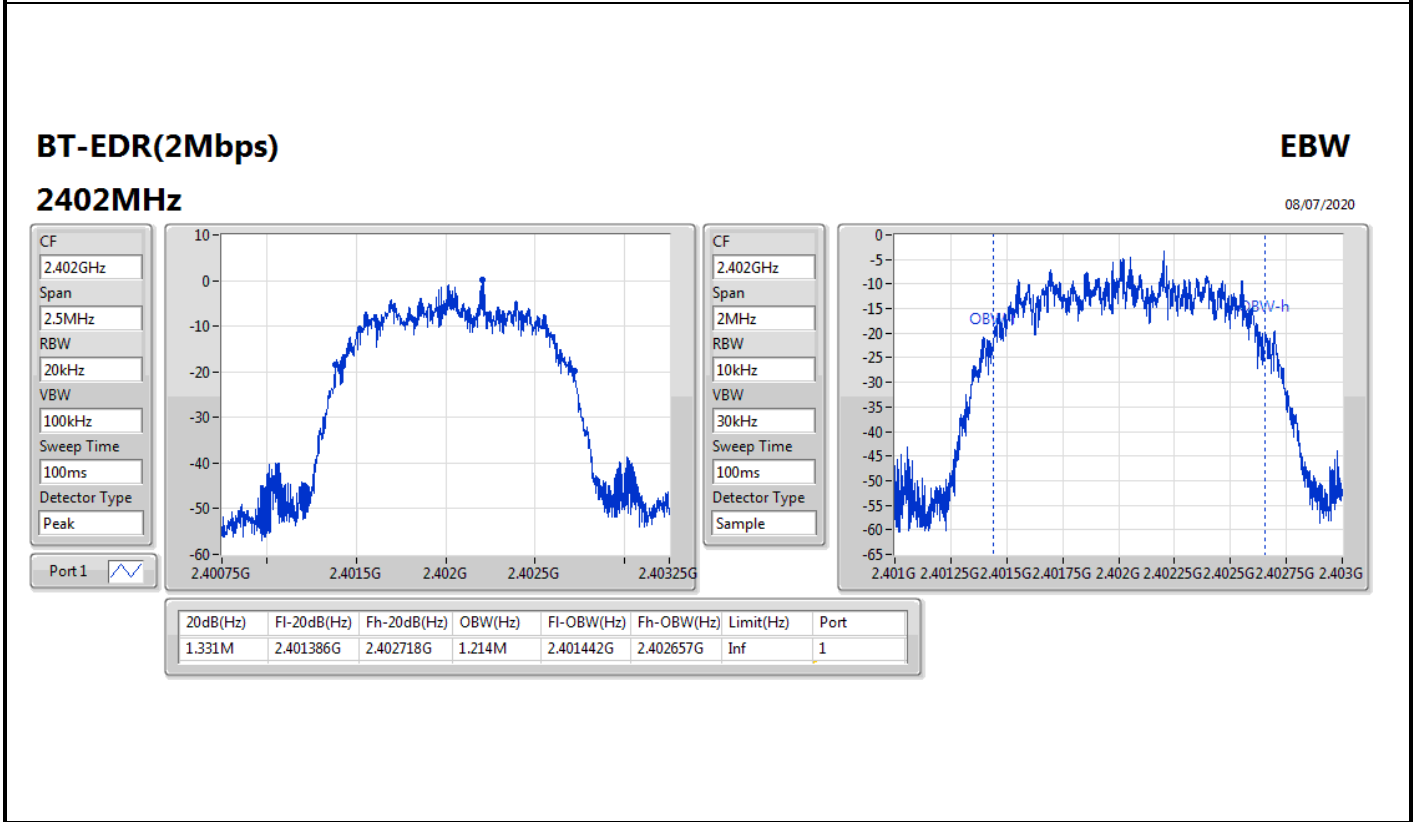 BT-EDR(2Mbps)
EBW
2402MHz
08/07/2020
CF
2.402GHz
Span
2.5MHz
RBW
20kHz
VBW
100kHz
Sweep Time
100ms
Detector Type
Peak
Port 1
10
0
-10
-20
-30
-40
-50
-60
2.40075G 2.4015G 2.402G 2.4025G 2.40325G
CF
2.402GHz
Span
2MHz
RBW
10kHz
VBW
30kHz
Sweep Time
100ms
Detector Type
Sample
0
-5
-10
-15
-20
-25
-30
-35
-40
-45
-50
-55
-60
-65
OBW-h
2.401G 2.40125G 2.4015G 2.40175G 2.402G 2.40225G 2.4025G 2.40275G 2.403G
20dB(Hz) Fl-20dB(Hz) Fh-20dB(Hz) OBW(Hz) Fl-OBW(Hz) Fh-OBW(Hz) Limit(Hz) Port
1.331M 2.401386G 2.402718G 1.214M 2.401442G 2.402657G Inf 1